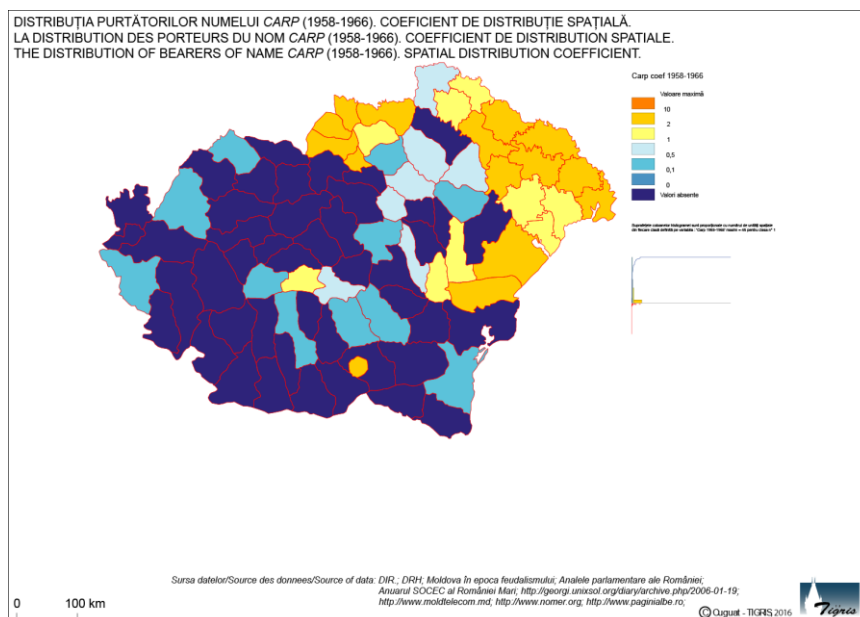 DISTRIBUȚIA PURTĂTORILOR NUMELUI CARP (1958-1966). COEFICIENT DE DISTRIBUȚIE SPAȚIALĂ.
LA DISTRIBUTION DES PORTEURS DU NOM CARP (1958-1966). COEFFICIENT DE DISTRIBUTION SPATIALE.
THE DISTRIBUTION OF BEARERS OF NAME CARP (1958-1966). SPATIAL DISTRIBUTION COEFFICIENT.
Carp coef 1958-1966
Valoare maximă
10
2
1
0,5
0,1
0
Valori absente
Sursa datelor/Source des donnees/Source of data: DIR.; DRH; Moldova în epoca feudalismului; Analele parlamentare ale României;
Anuarul SOCEC al României Mari; http://georgi.unixsol.org/diary/archive.php/2006-01-19;
http://www.moldtelecom.md; http://www.nomer.org; http://www.paginialbe.ro;
0 100 km
© Cuguat - TIGRIS, 2016
Tigris